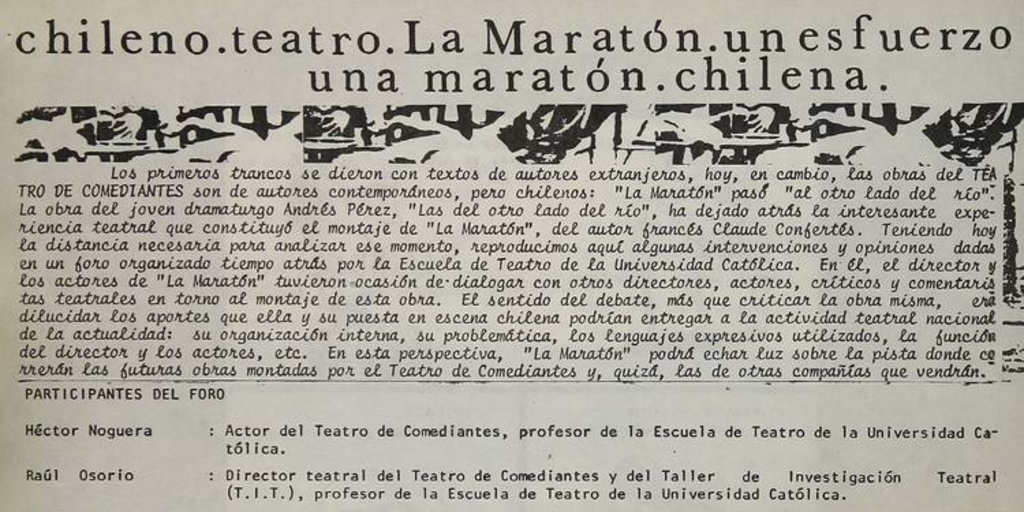 chileno.teatro.La Maratón.un esfuerzo
una maratón.chilena.
Los primeros trancos se dieron con textos de autores extranjeros, hoy, en cambio, las obras del TEA
TRO DE COMEDIANTES son de autores contemporáneos, pero chilenos: "La Maratón" pasó "al otro lado del río".
La obra del joven dramaturgo Andrés Pérez, "Las del otro lado del río", ha dejado atrás la interesante expe-
riencia teatral que constituyó el montaje de "La Maratón", del autor francés Claude Confertés. Teniendo hoy
la distancia necesaria para analizar ese momento, reproducimos aquí algunas intervenciones y opiniones dadas
en un foro organizado tiempo atrás por la Escuela de Teatro de la Universidad Católica. En él, el director y
los actores de "La Maratón" tuvieron ocasión de dialogar con otros directores, actores, críticos y comentaris
tas teatrales en torno al montaje de esta obra. El sentido del debate, más que criticar la obra misma, era
dilucidar los aportes que ella y su puesta en escena chilena podrían entregar a la actividad teatral nacional
de la actualidad: su organización interna, su problemática, los lenguajes expresivos utilizados, la función
del director y los actores, etc. En esta perspectiva, "La Maratón" podrá echar luz sobre la pista donde co
rrerán las futuras obras montadas por el Teatro de Comediantes y, quizá, las de otras compañías que vendrán.
PARTICIPANTES DEL FORO
Héctor Noguera : Actor del Teatro de Comediantes, profesor de la Escuela de Teatro de la Universidad Ca-
tólica.
Raúl Osorio : Director teatral del Teatro de Comediantes y del Taller de Investigación Teatral
(T.I.T.), profesor de la Escuela de Teatro de la Universidad Católica.